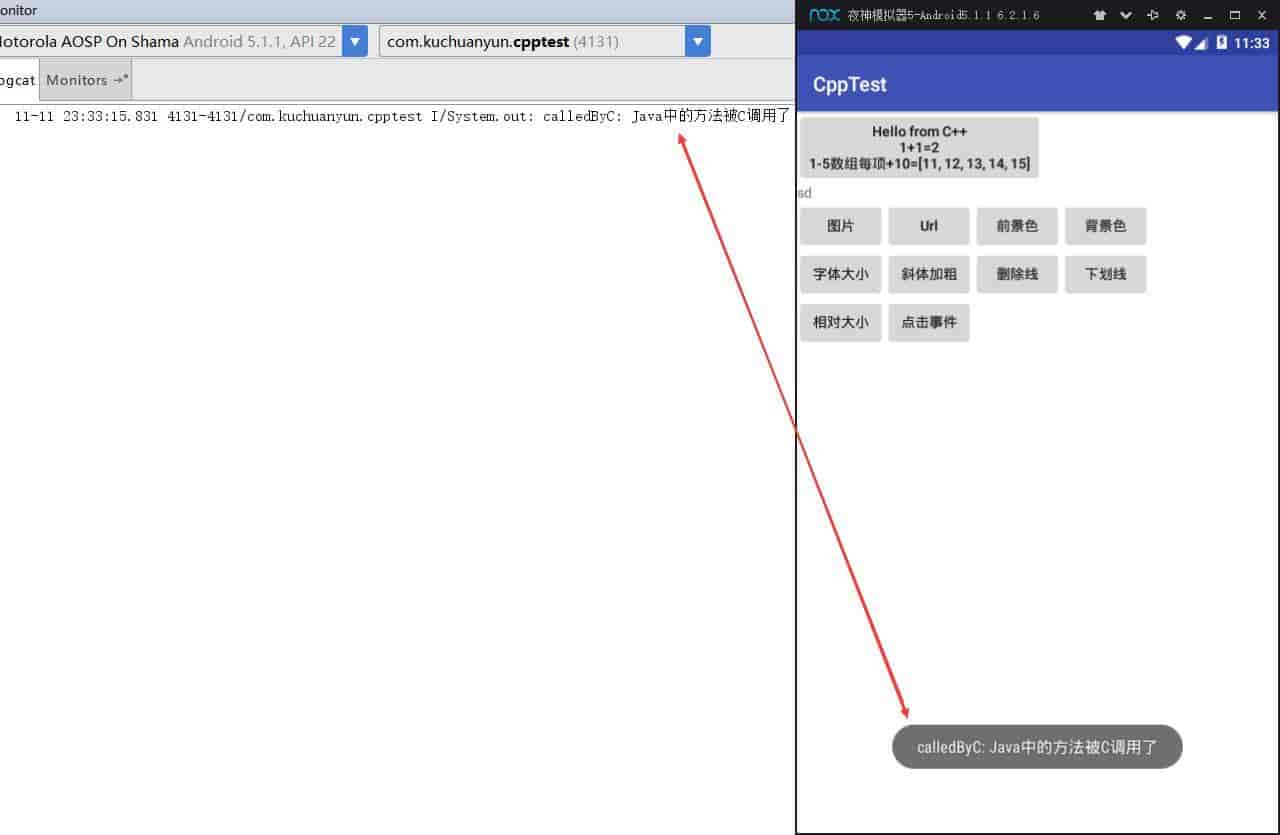 onitor
lotorola AOSP On Shama Android 5.1.1, API 22
com.kuchuanyun.cpptest (4131)
ogcat
Monitors
11-11 23:33:15.831 4131-4131/com.kuchuanyun.cpptest I/System.out: calledByC: Java中的方法被C调用了
nox 夜神模拟器5-Android5.1.1 6.2.1.6
11:33
CppTest
Hello from C++
1+1=2
1-5数组每项+10=[11, 12, 13, 14, 15]
sd
图片 Url 前景色 背景色
字体大小 斜体加粗 删除线 下划线
相对大小 点击事件
calledByC: Java中的方法被C调用了